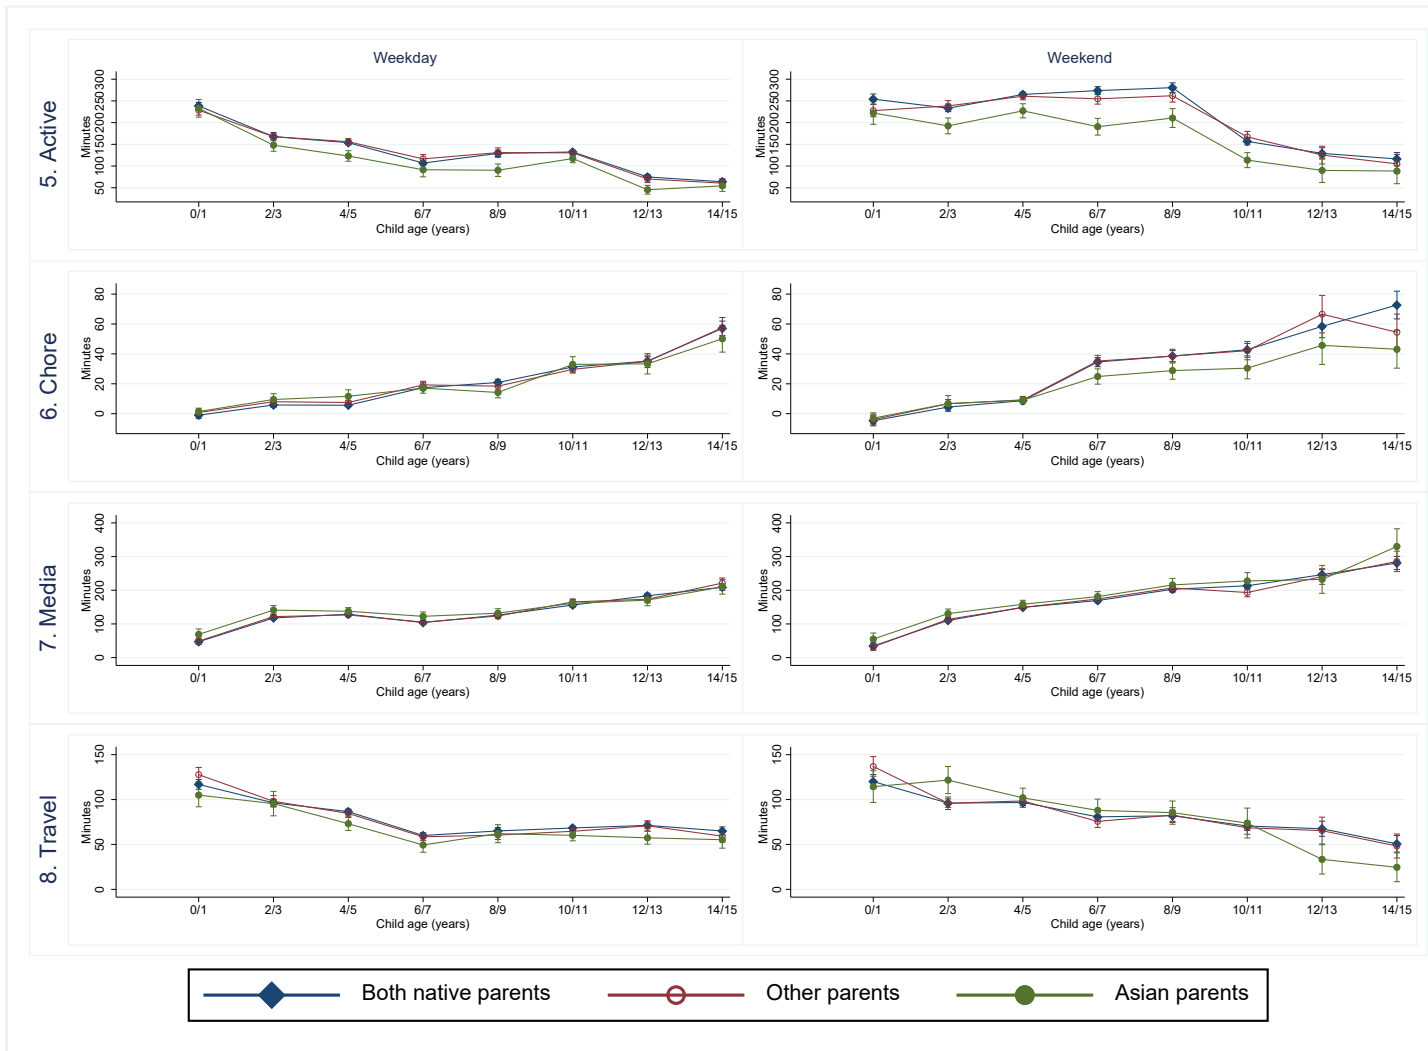 Weekday
Weekend
5. Active
Minutes
50 100 150 200 250 300
0/1 2/3 4/5 6/7 8/9 10/11 12/13 14/15
Child age (years)
Minutes
50 100 150 200 250 300
0/1 2/3 4/5 6/7 8/9 10/11 12/13 14/15
Child age (years)
6. Chore
Minutes
0 20 40 60 80
0/1 2/3 4/5 6/7 8/9 10/11 12/13 14/15
Child age (years)
Minutes
0 20 40 60 80
0/1 2/3 4/5 6/7 8/9 10/11 12/13 14/15
Child age (years)
7. Media
Minutes
0 100 200 300 400
0/1 2/3 4/5 6/7 8/9 10/11 12/13 14/15
Child age (years)
Minutes
0 100 200 300 400
0/1 2/3 4/5 6/7 8/9 10/11 12/13 14/15
Child age (years)
8. Travel
Minutes
0 50 100 150
0/1 2/3 4/5 6/7 8/9 10/11 12/13 14/15
Child age (years)
Minutes
0 50 100 150
0/1 2/3 4/5 6/7 8/9 10/11 12/13 14/15
Child age (years)
Both native parents Other parents Asian parents